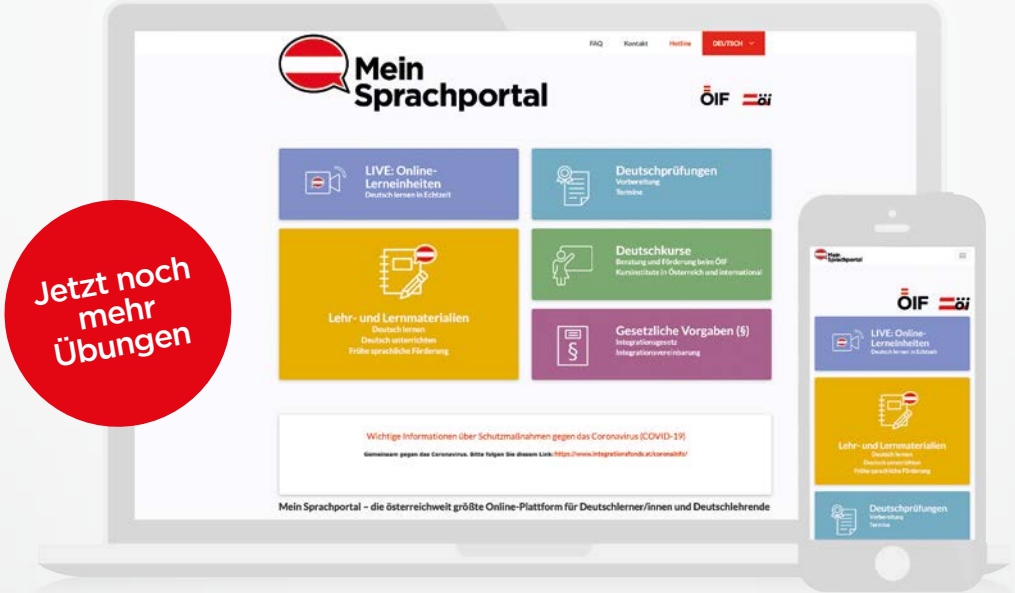 FAQ
Kontakt
Hotline
DEUTSCH
Mein
Sprachportal
ÖIF
öi
LIVE: Online-
Lerneinheiten
Deutsch lernen in Echtzeit
Deutschprüfungen
Vorbereitung
Termine
Lehr- und Lernmaterialien
Deutsch lernen
Deutsch unterrichten
Frühe sprachliche Förderung
Deutschkurse
Beratung und Förderung beim ÖIF
Kursinstitute in Österreich und international
§
Gesetzliche Vorgaben (§)
Integrationsgesetz
Integrationsvereinbarung
Wichtige Informationen über Schutzmaßnahmen gegen das Coronavirus (COVID-19)
Gemeinsam gegen das Coronavirus. Bitte folgen Sie diesem Link: https://www.integrationsfonds.at/coronainfo/
Mein Sprachportal – die österreichweit größte Online-Plattform für Deutschlerner/innen und Deutschlehrende
Jetzt noch
mehr
Übungen
Mein
Sprachportal
ÖIF
öi
LIVE: Online-
Lerneinheiten
Deutsch lernen in Echtzeit
Lehr- und Lernmaterialien
Deutsch lernen
Deutsch unterrichten
Frühe sprachliche Förderung
Deutschprüfungen
Vorbereitung
Termine